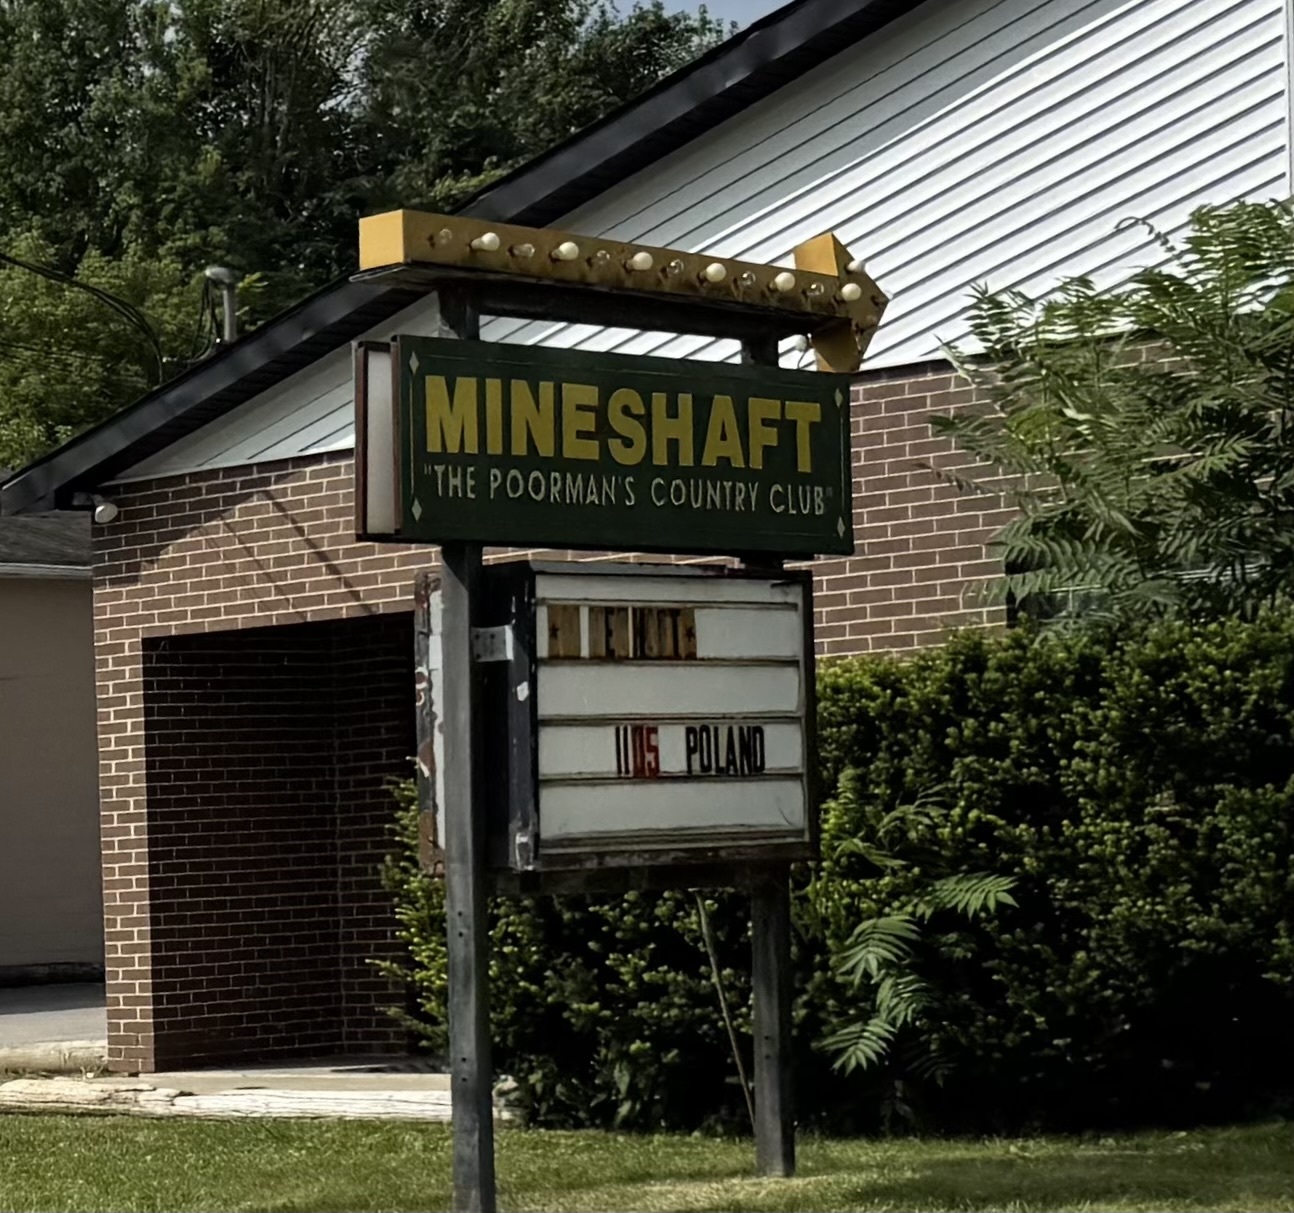 MINESHAFT
"THE POORMAN'S COUNTRY CLUB"
1105 POLAND